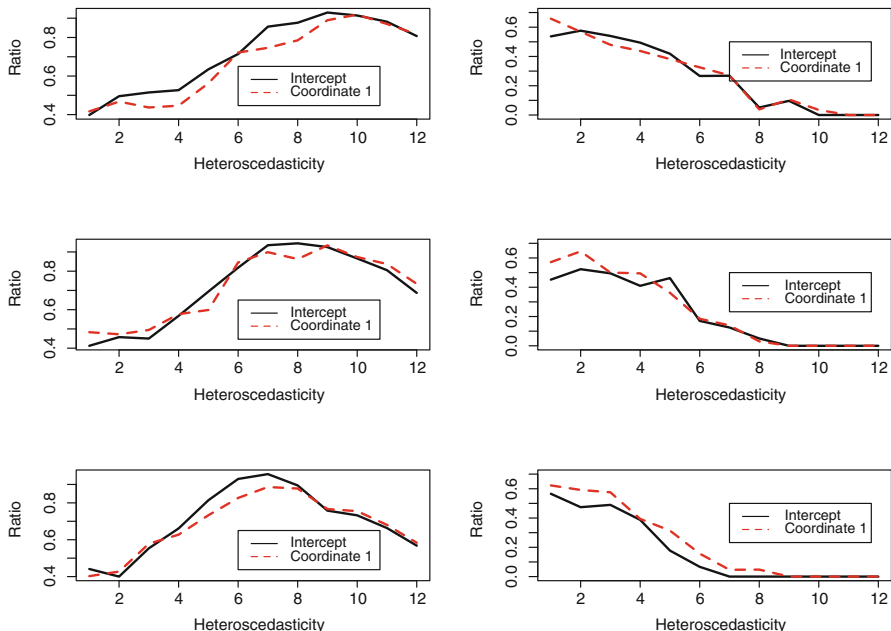 Ratio
0.4 0.6 0.8
Intercept
Coordinate 1
2 4 6 8 10 12
Heteroscedasticity
Ratio
0.0 0.2 0.4 0.6
Intercept
Coordinate 1
2 4 6 8 10 12
Heteroscedasticity
Ratio
0.4 0.6 0.8
Intercept
Coordinate 1
2 4 6 8 10 12
Heteroscedasticity
Ratio
0.0 0.2 0.4 0.6
Intercept
Coordinate 1
2 4 6 8 10 12
Heteroscedasticity
Ratio
0.4 0.6 0.8
Intercept
Coordinate 1
2 4 6 8 10 12
Heteroscedasticity
Ratio
0.0 0.2 0.4 0.6
Intercept
Coordinate 1
2 4 6 8 10 12
Heteroscedasticity